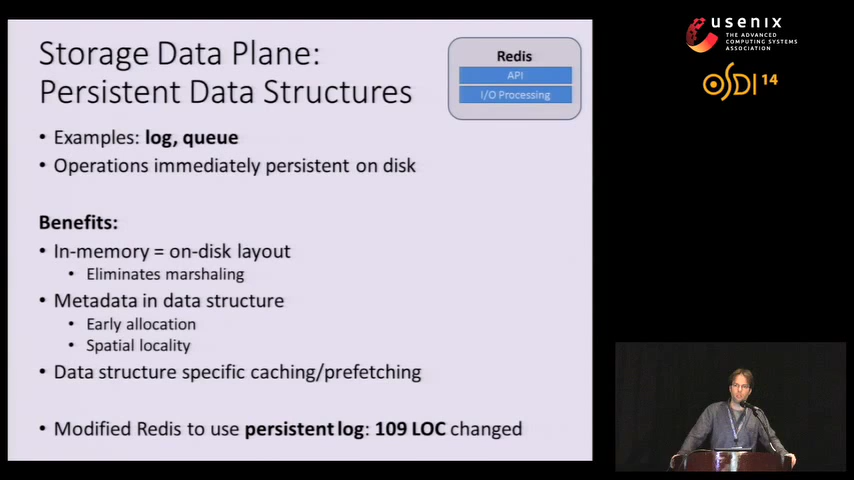 Storage Data Plane:
Persistent Data Structures
• Examples: log, queue
• Operations immediately persistent on disk
Benefits:
• In-memory = on-disk layout
• Eliminates marshaling
• Metadata in data structure
• Early allocation
• Spatial locality
• Data structure specific caching/prefetching
• Modified Redis to use persistent log: 109 LOC changed
Redis
API
I/O Processing
usenix
THE ADVANCED
COMPUTING SYSTEMS
ASSOCIATION
OSDI 14